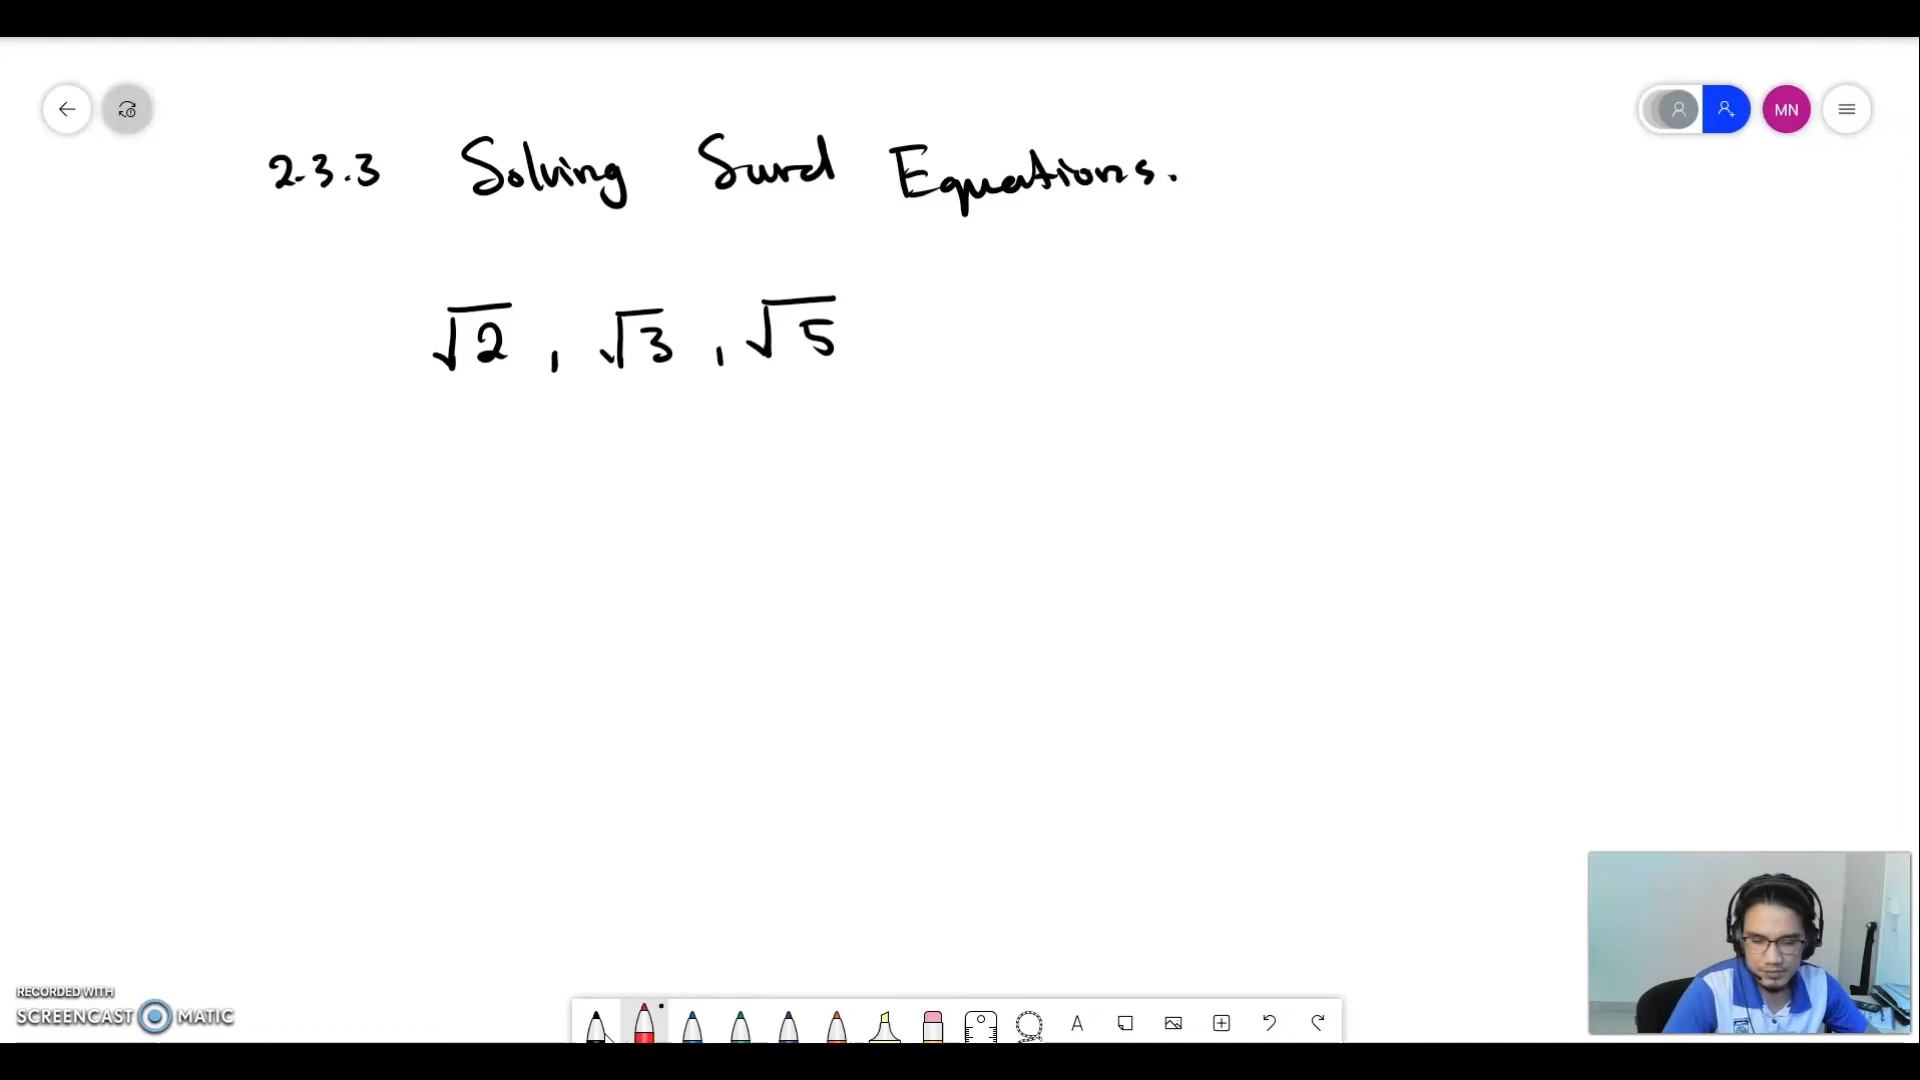 MN
2.3.3 Solving Surd Equations.
√2 , √3 , √5
RECORDED WITH
SCREENCAST MATIC
A